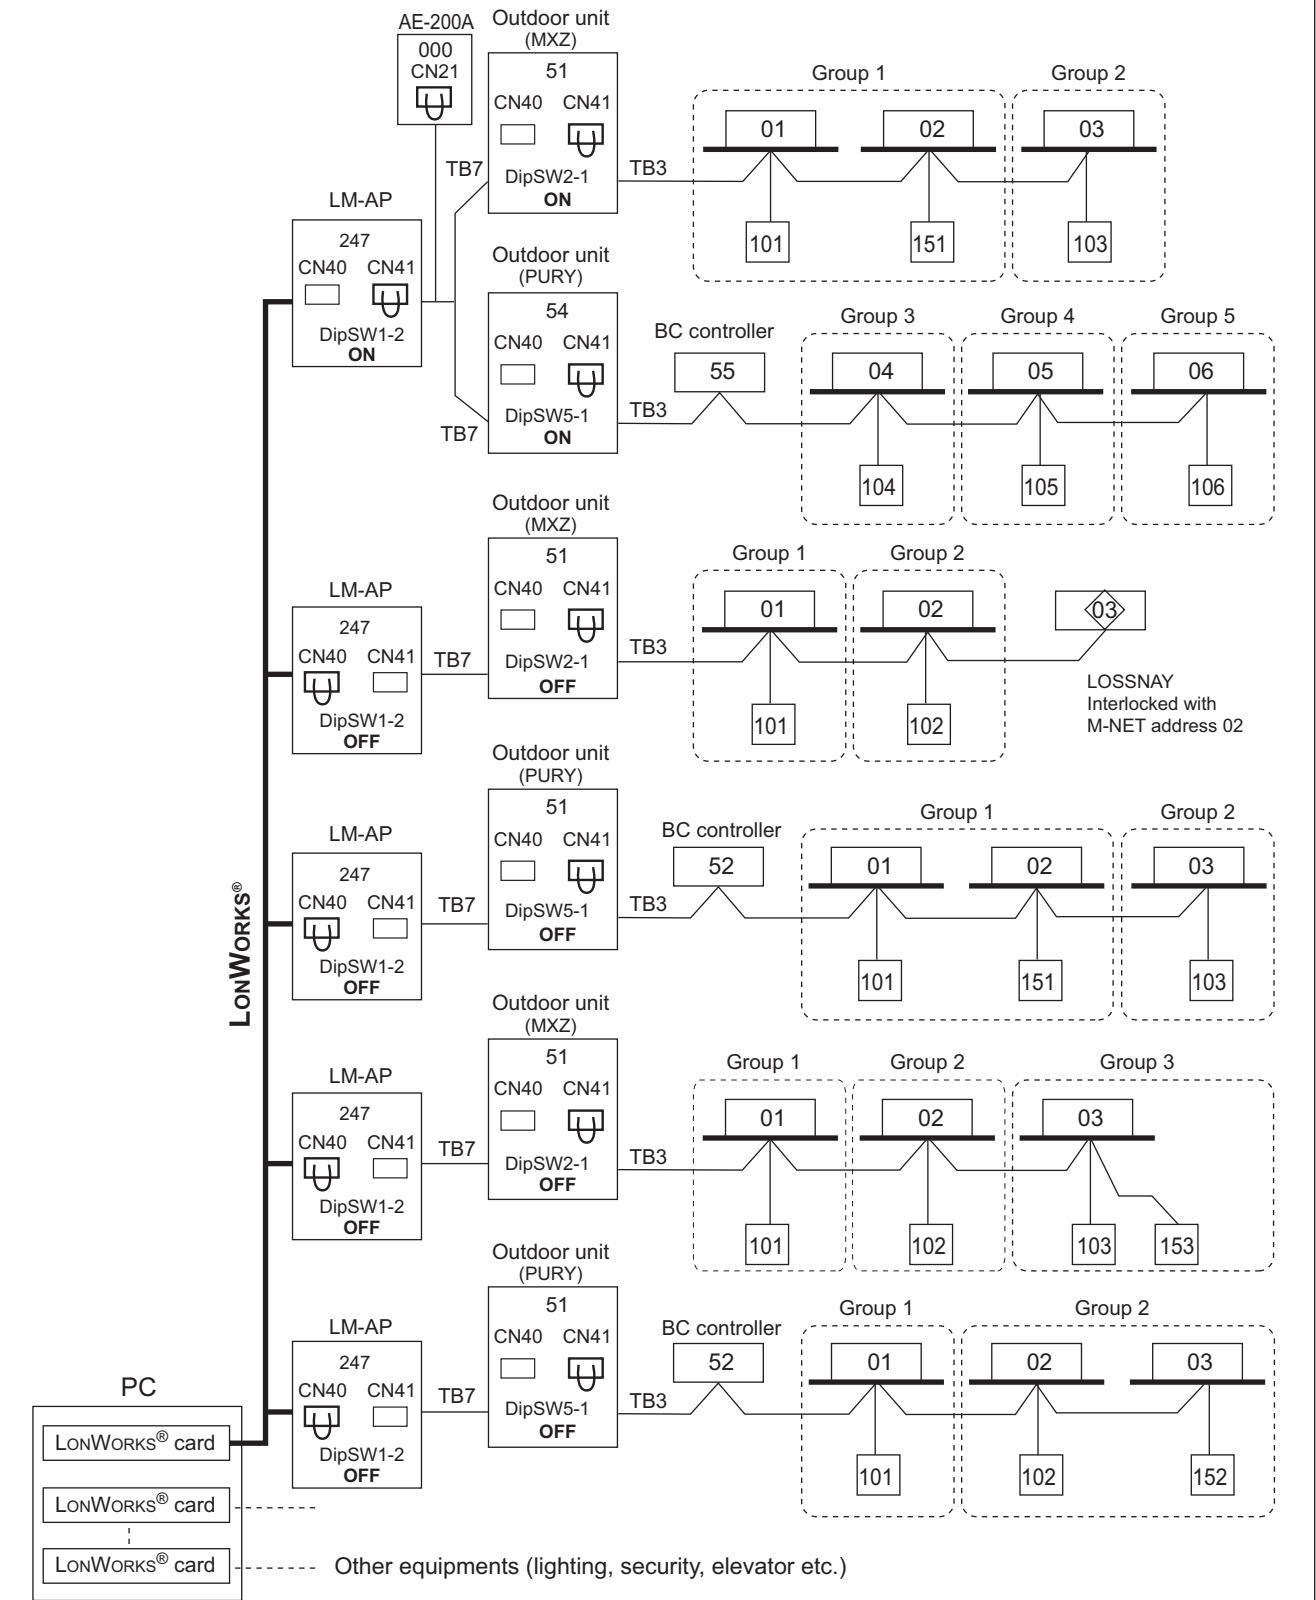 AE-200A
000
CN21
Outdoor unit
(MXZ)
51
CN40 CN41
DipSW2-1
ON
TB7
TB3
Group 1
Group 2
01
02
03
101
151
103
LM-AP
247
CN40 CN41
DipSW1-2
ON
Outdoor unit
(PURY)
54
CN40 CN41
DipSW5-1
ON
TB7
TB3
BC controller
55
Group 3
Group 4
Group 5
04
05
06
104
105
106
LM-AP
247
CN40 CN41
DipSW1-2
OFF
TB7
Outdoor unit
(MXZ)
51
CN40 CN41
DipSW2-1
OFF
TB3
Group 1
Group 2
01
02
03
101
102
LOSSNAY
Interlocked with
M-NET address 02
LM-AP
247
CN40 CN41
DipSW1-2
OFF
TB7
Outdoor unit
(PURY)
51
CN40 CN41
DipSW5-1
OFF
TB3
BC controller
52
Group 1
Group 2
01
02
03
101
151
103
LONWORKS®
LM-AP
247
CN40 CN41
DipSW1-2
OFF
TB7
Outdoor unit
(MXZ)
51
CN40 CN41
DipSW2-1
OFF
TB3
Group 1
Group 2
Group 3
01
02
03
101
102
103
153
LM-AP
247
CN40 CN41
DipSW1-2
OFF
TB7
Outdoor unit
(PURY)
51
CN40 CN41
DipSW5-1
OFF
TB3
BC controller
52
Group 1
Group 2
01
02
03
101
102
152
PC
LONWORKS® card
LONWORKS® card
LONWORKS® card
Other equipments (lighting, security, elevator etc.)